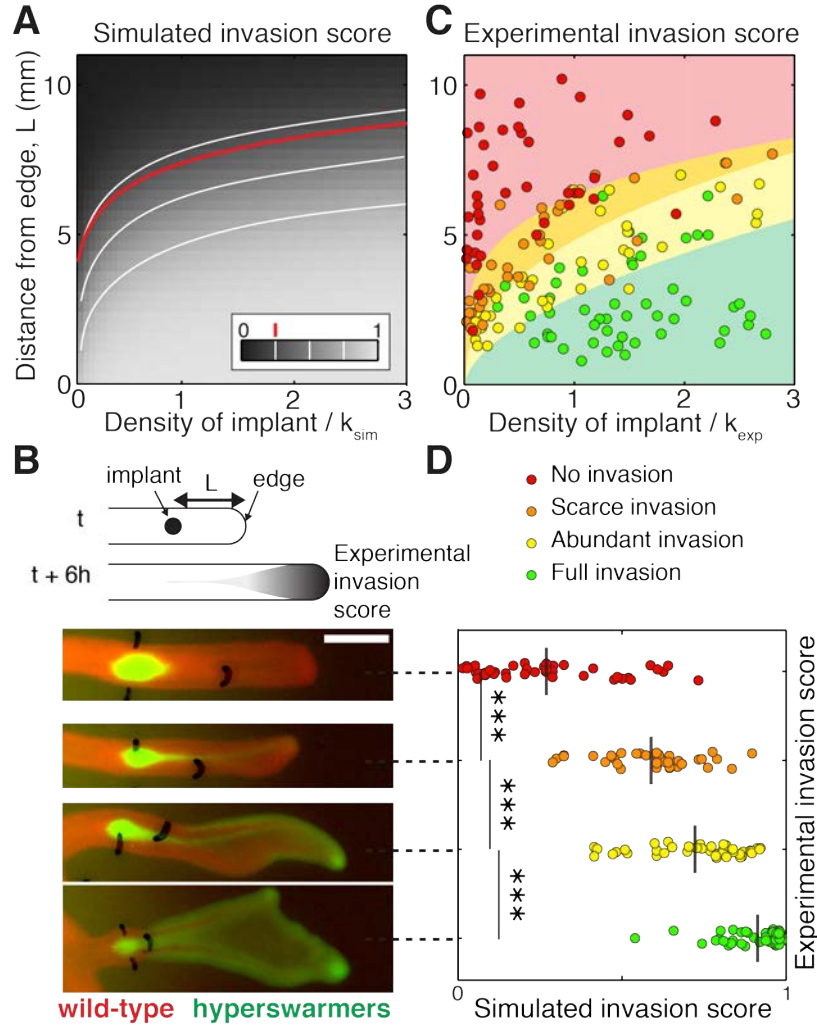 A
Simulated invasion score
Distance from edge, L (mm)
10
5
0
0
1
2
3
0
1
Density of implant / k_sim
C
Experimental invasion score
10
5
0
0
1
2
3
Density of implant / k_exp
B
implant
L
edge
t
t + 6h
Experimental
invasion
score
wild-type
hyperswarmers
D
No invasion
Scarce invasion
Abundant invasion
Full invasion
***
***
***
0
1
Simulated invasion score
Experimental invasion score